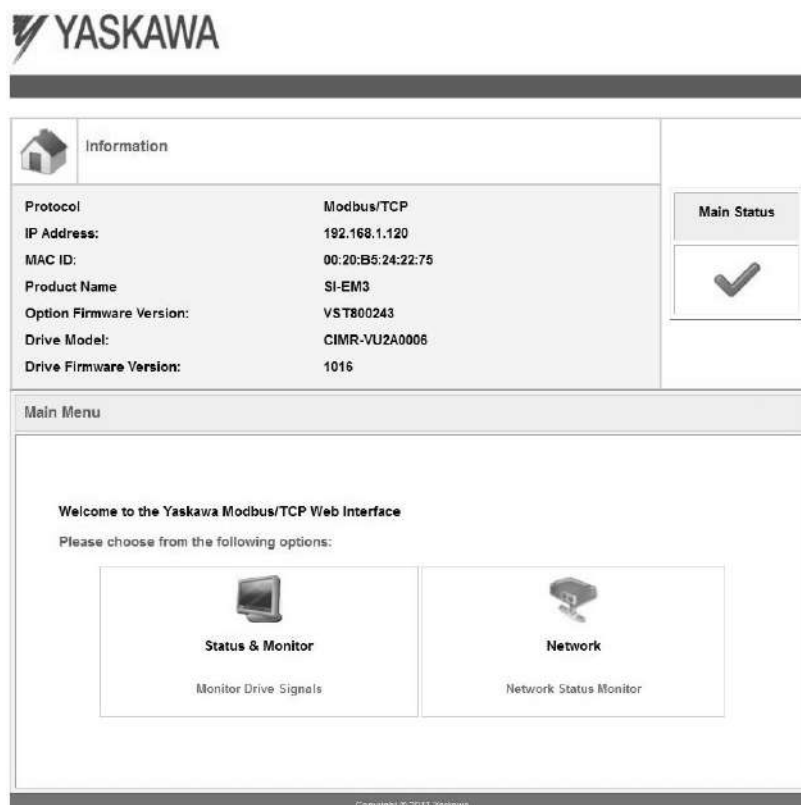 YASKAWA
Information
Protocol Modbus/TCP
IP Address: 192.168.1.120
MAC ID: 00:20:B5:24:22:75
Product Name SI-EM3
Option Firmware Version: VST800243
Drive Model: CIMR-VU2A0006
Drive Firmware Version: 1016
Main Status
Main Menu
Welcome to the Yaskawa Modbus/TCP Web Interface
Please choose from the following options:
Status & Monitor
Monitor Drive Signals
Network
Network Status Monitor
Copyright © Yaskawa